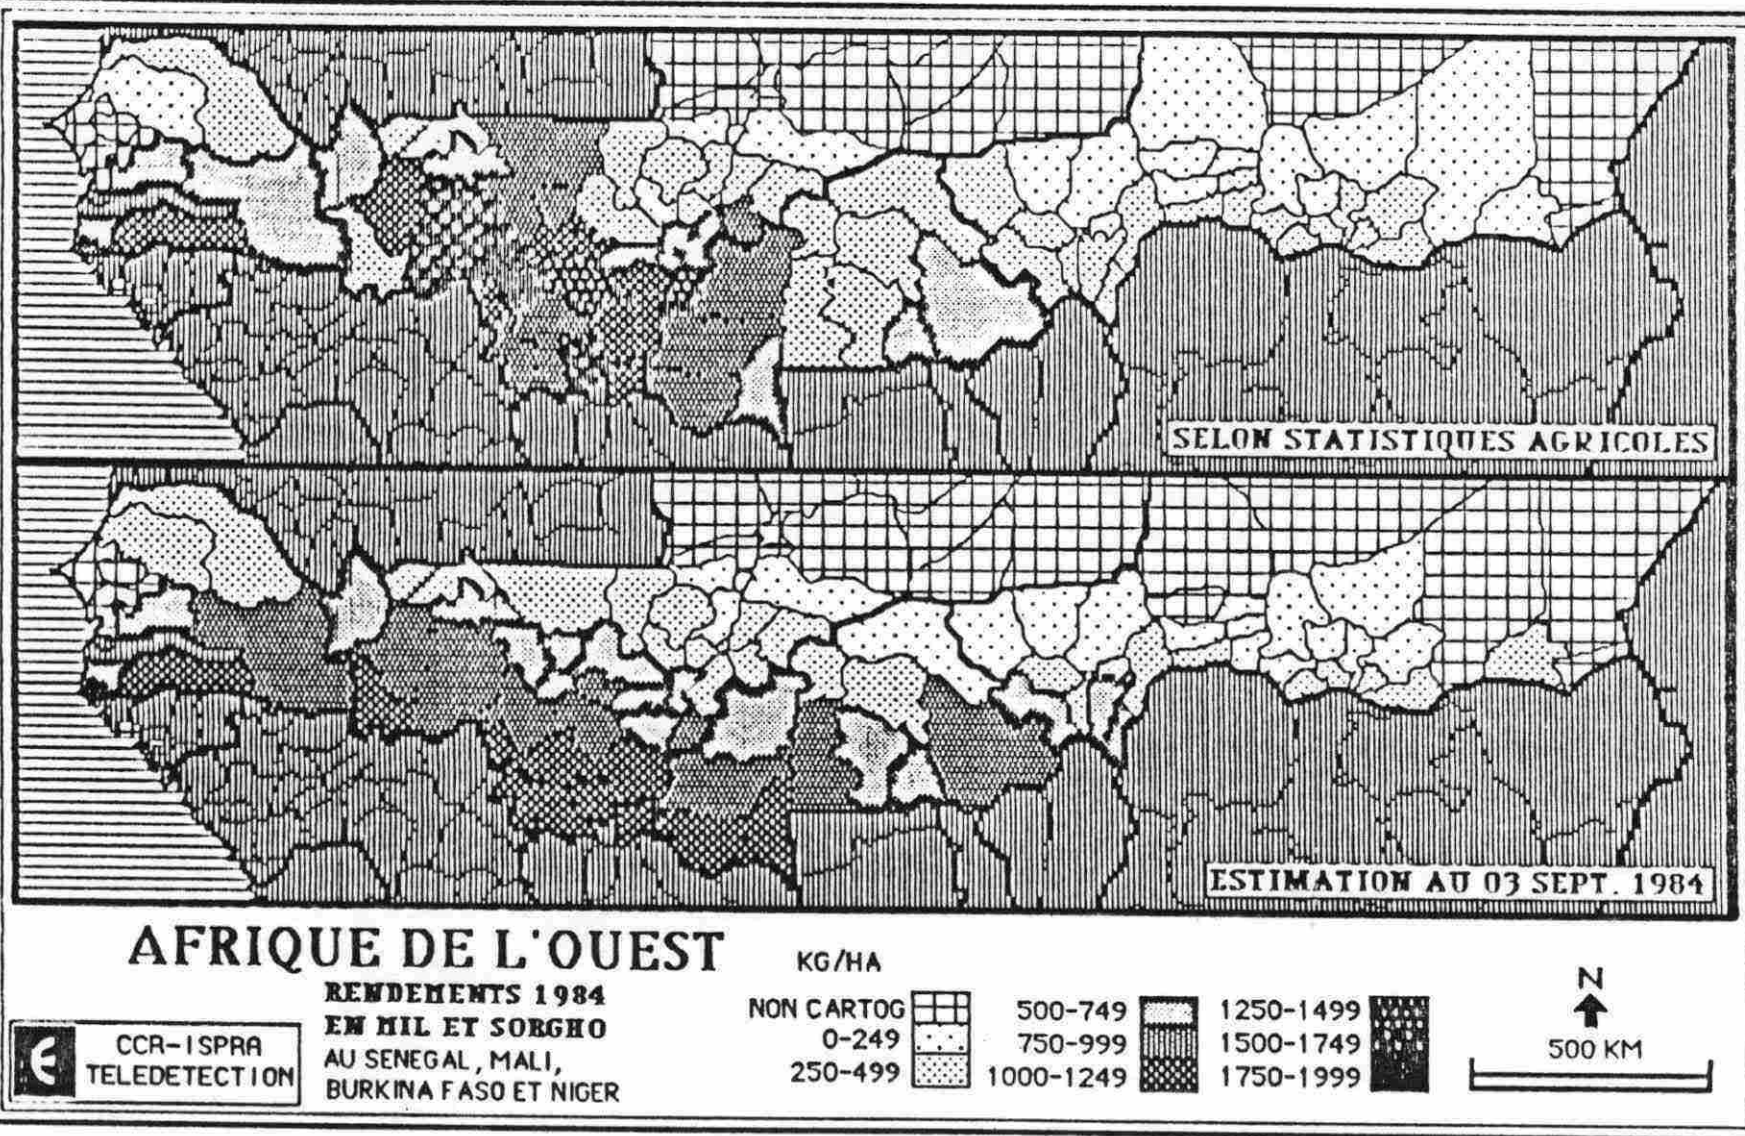 SELON STATISTIQUES AGRICOLES
ESTIMATION AU 03 SEPT. 1984
AFRIQUE DE L'OUEST
RENDEMENTS 1984
EN MIL ET SORGHO
AU SENEGAL, MALI,
BURKINA FASO ET NIGER
CCR-ISPRA
TELEDETECTION
KG/HA
NON CARTOG
0-249
250-499
500-749
750-999
1000-1249
1250-1499
1500-1749
1750-1999
N
500 KM